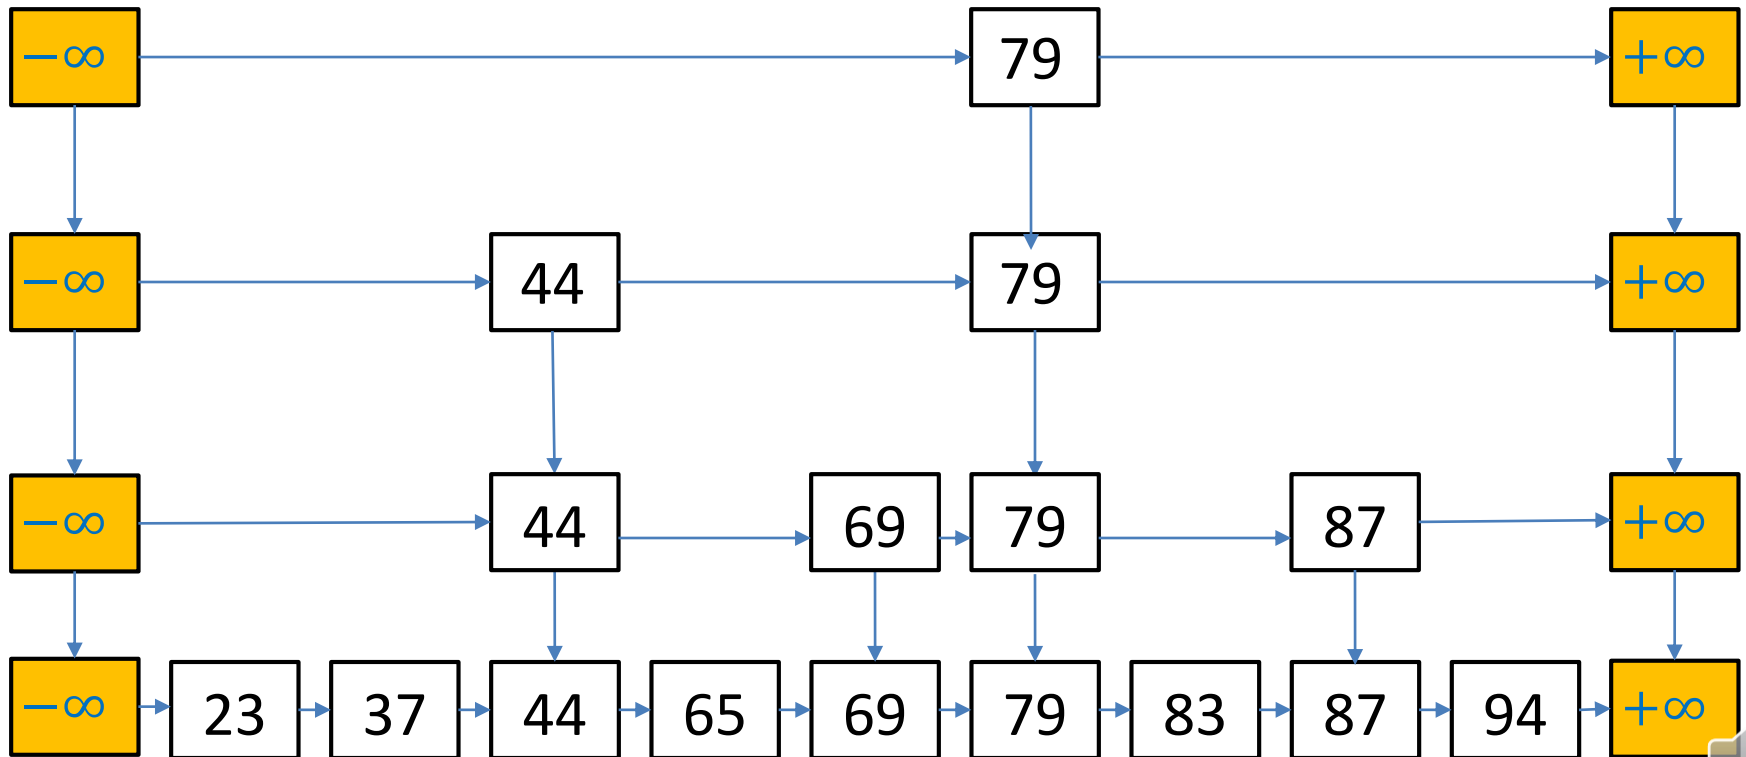 −∞ 79 +∞
−∞ 44 79 +∞
−∞ 44 69 79 87 +∞
−∞ 23 37 44 65 69 79 83 87 94 +∞